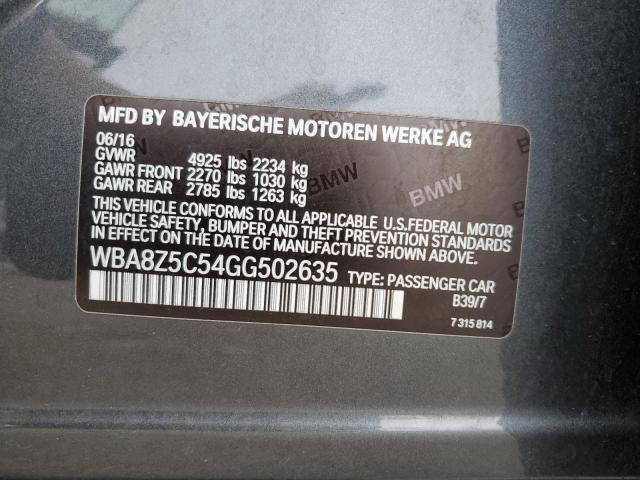 MFD BY BAYERISCHE MOTOREN WERKE AG
06/16
GVWR 4925 lbs 2234 kg
GAWR FRONT 2270 lbs 1030 kg
GAWR REAR 2785 lbs 1263 kg
THIS VEHICLE CONFORMS TO ALL APPLICABLE U.S.FEDERAL MOTOR
VEHICLE SAFETY, BUMPER AND THEFT PREVENTION STANDARDS
IN EFFECT ON THE DATE OF MANUFACTURE SHOWN ABOVE.
WBA8Z5C54GG502635 TYPE: PASSENGER CAR
B39/7
7 315 814
BMW
BMW
BMW